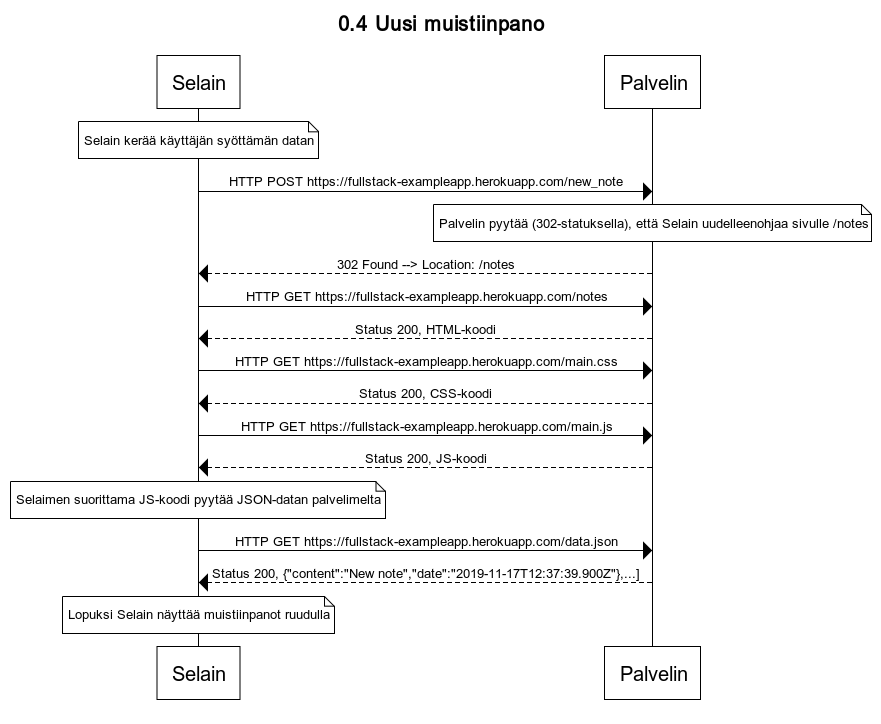 0.4 Uusi muistiinpano
Selain
Palvelin
Selain kerää käyttäjän syöttämän datan
HTTP POST https://fullstack-exampleapp.herokuapp.com/new_note
Palvelin pyytää (302-statuksella), että Selain uudelleenohjaa sivulle /notes
302 Found --> Location: /notes
HTTP GET https://fullstack-exampleapp.herokuapp.com/notes
Status 200, HTML-koodi
HTTP GET https://fullstack-exampleapp.herokuapp.com/main.css
Status 200, CSS-koodi
HTTP GET https://fullstack-exampleapp.herokuapp.com/main.js
Status 200, JS-koodi
Selaimen suorittama JS-koodi pyytää JSON-datan palvelimelta
HTTP GET https://fullstack-exampleapp.herokuapp.com/data.json
Status 200, {"content":"New note","date":"2019-11-17T12:37:39.900Z"},...]
Lopuksi Selain näyttää muistiinpanot ruudulla
Selain
Palvelin